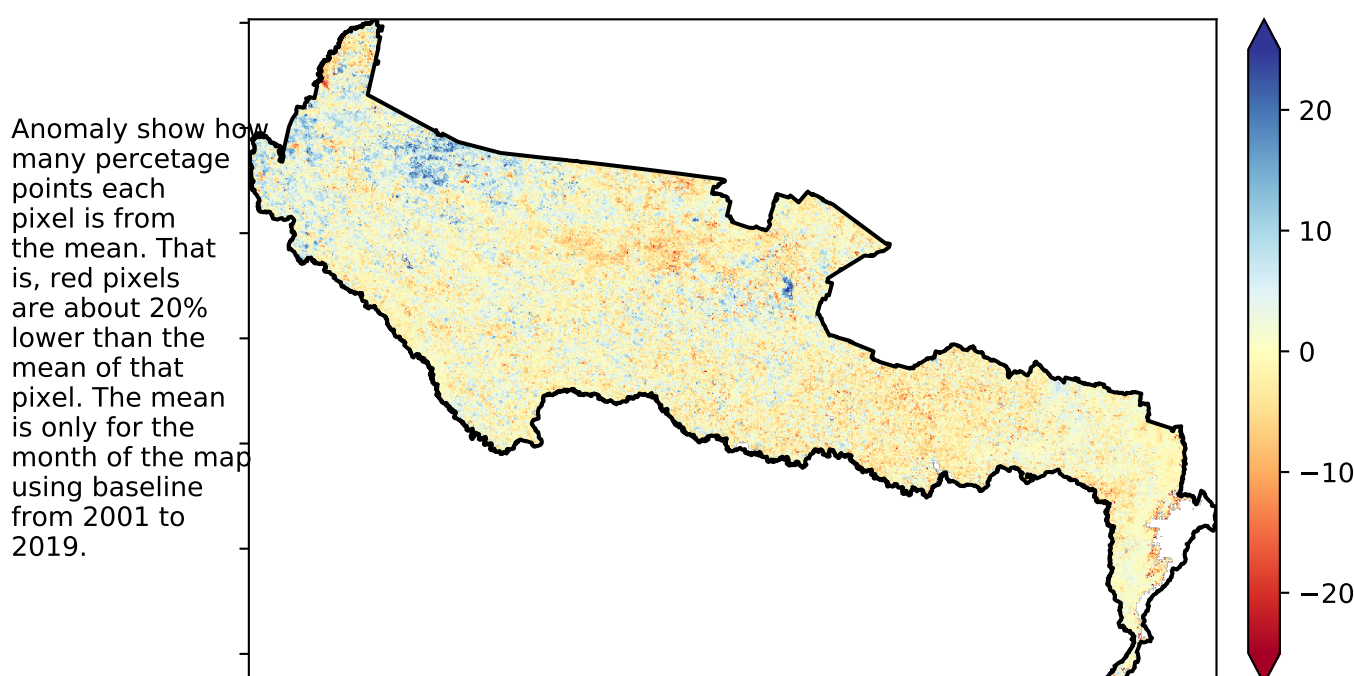 Anomaly show how
many percetage
points each
pixel is from
the mean. That
is, red pixels
are about 20%
lower than the
mean of that
pixel. The mean
is only for the
month of the map
using baseline
from 2001 to
2019.
20
10
0
−10
−20